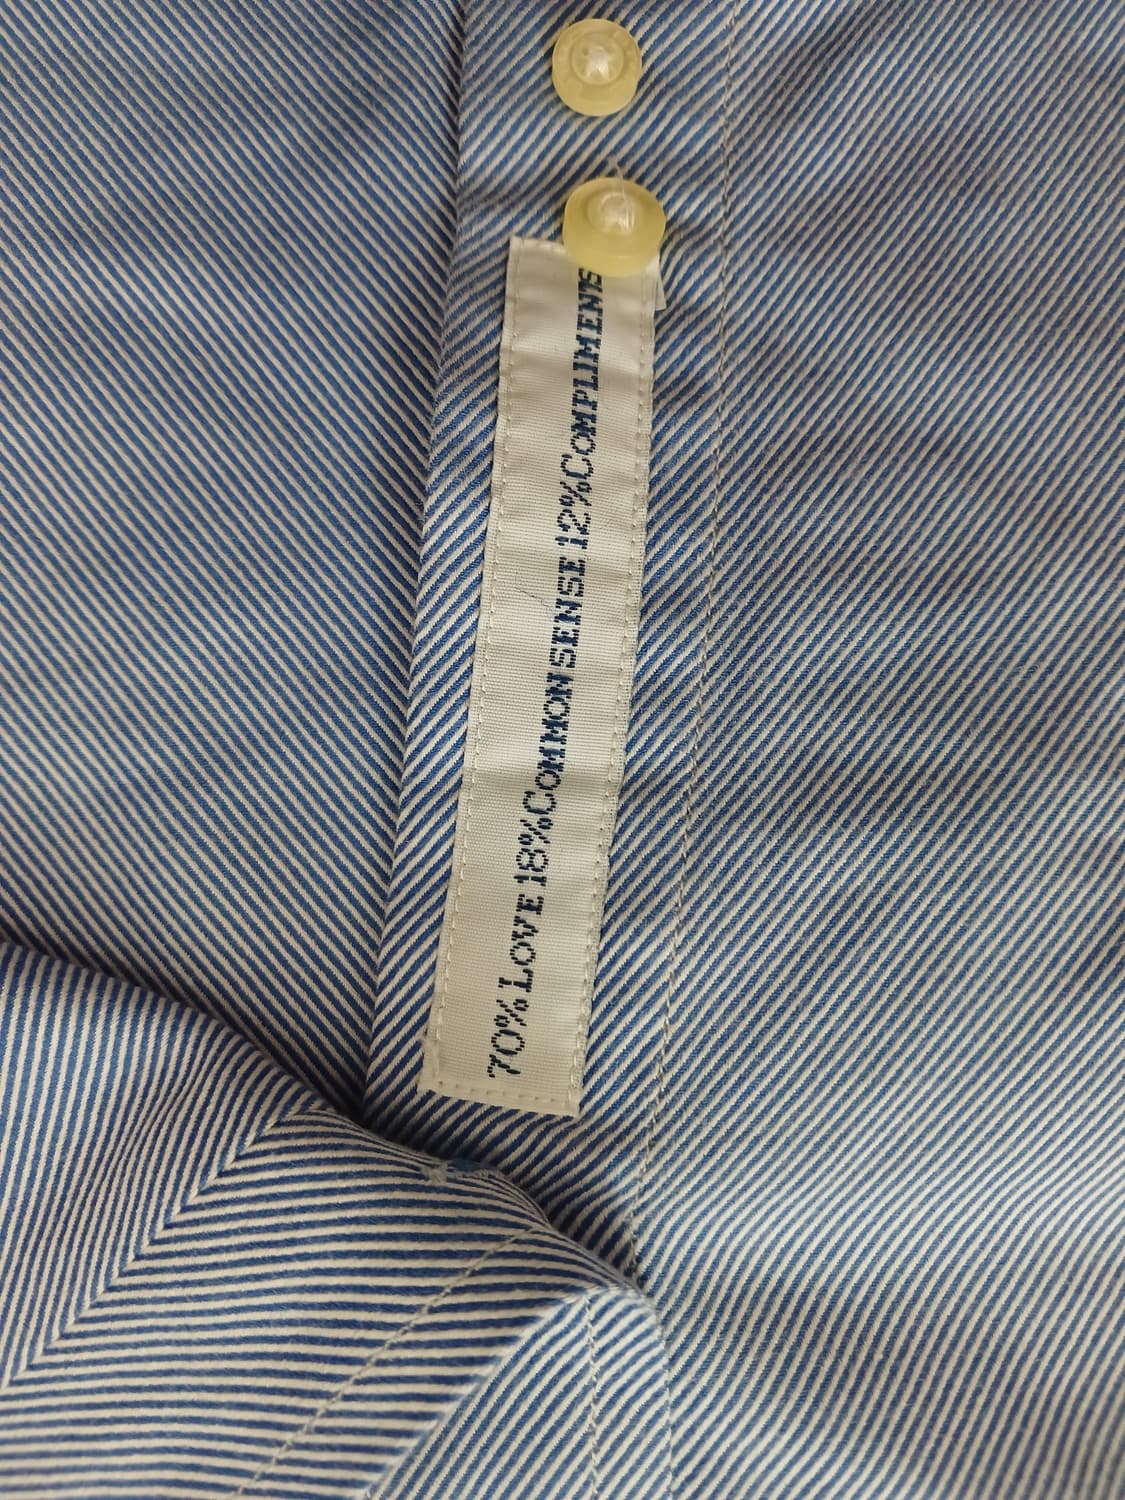 70% LOVE 18% COMMON SENSE 12% COMPLIMENTS